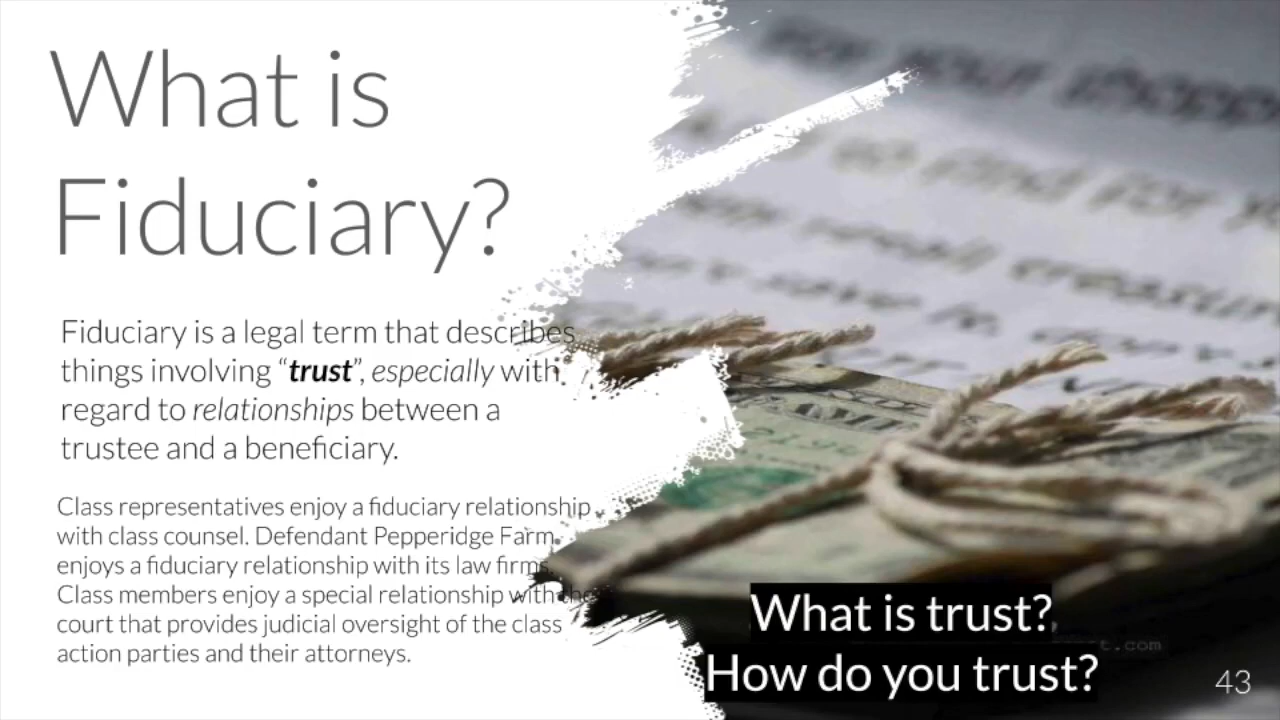 What is
Fiduciary?
Fiduciary is a legal term that describes
things involving “trust”, especially with
regard to relationships between a
trustee and a beneficiary.
Class representatives enjoy a fiduciary relationship
with class counsel. Defendant Pepperidge Farm
enjoys a fiduciary relationship with its law firms.
Class members enjoy a special relationship with the
court that provides judicial oversight of the class
action parties and their attorneys.
What is trust?
How do you trust?
43